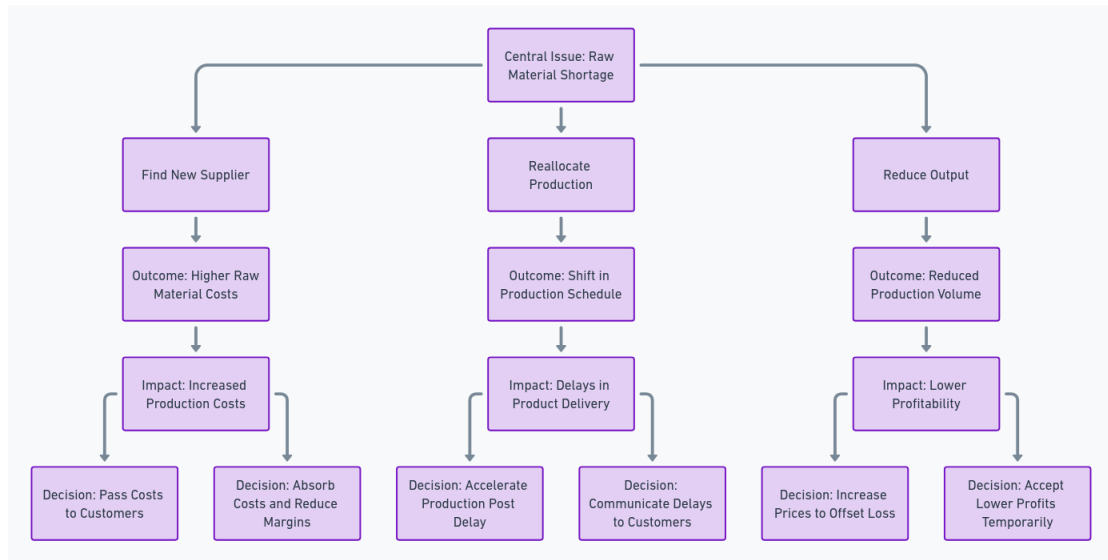 Central Issue: Raw
Material Shortage
Find New Supplier
Reallocate
Production
Reduce Output
Outcome: Higher Raw
Material Costs
Outcome: Shift in
Production Schedule
Outcome: Reduced
Production Volume
Impact: Increased
Production Costs
Impact: Delays in
Product Delivery
Impact: Lower
Profitability
Decision: Pass Costs
to Customers
Decision: Absorb
Costs and Reduce
Margins
Decision: Accelerate
Production Post
Delay
Decision:
Communicate Delays
to Customers
Decision: Increase
Prices to Offset Loss
Decision: Accept
Lower Profits
Temporarily